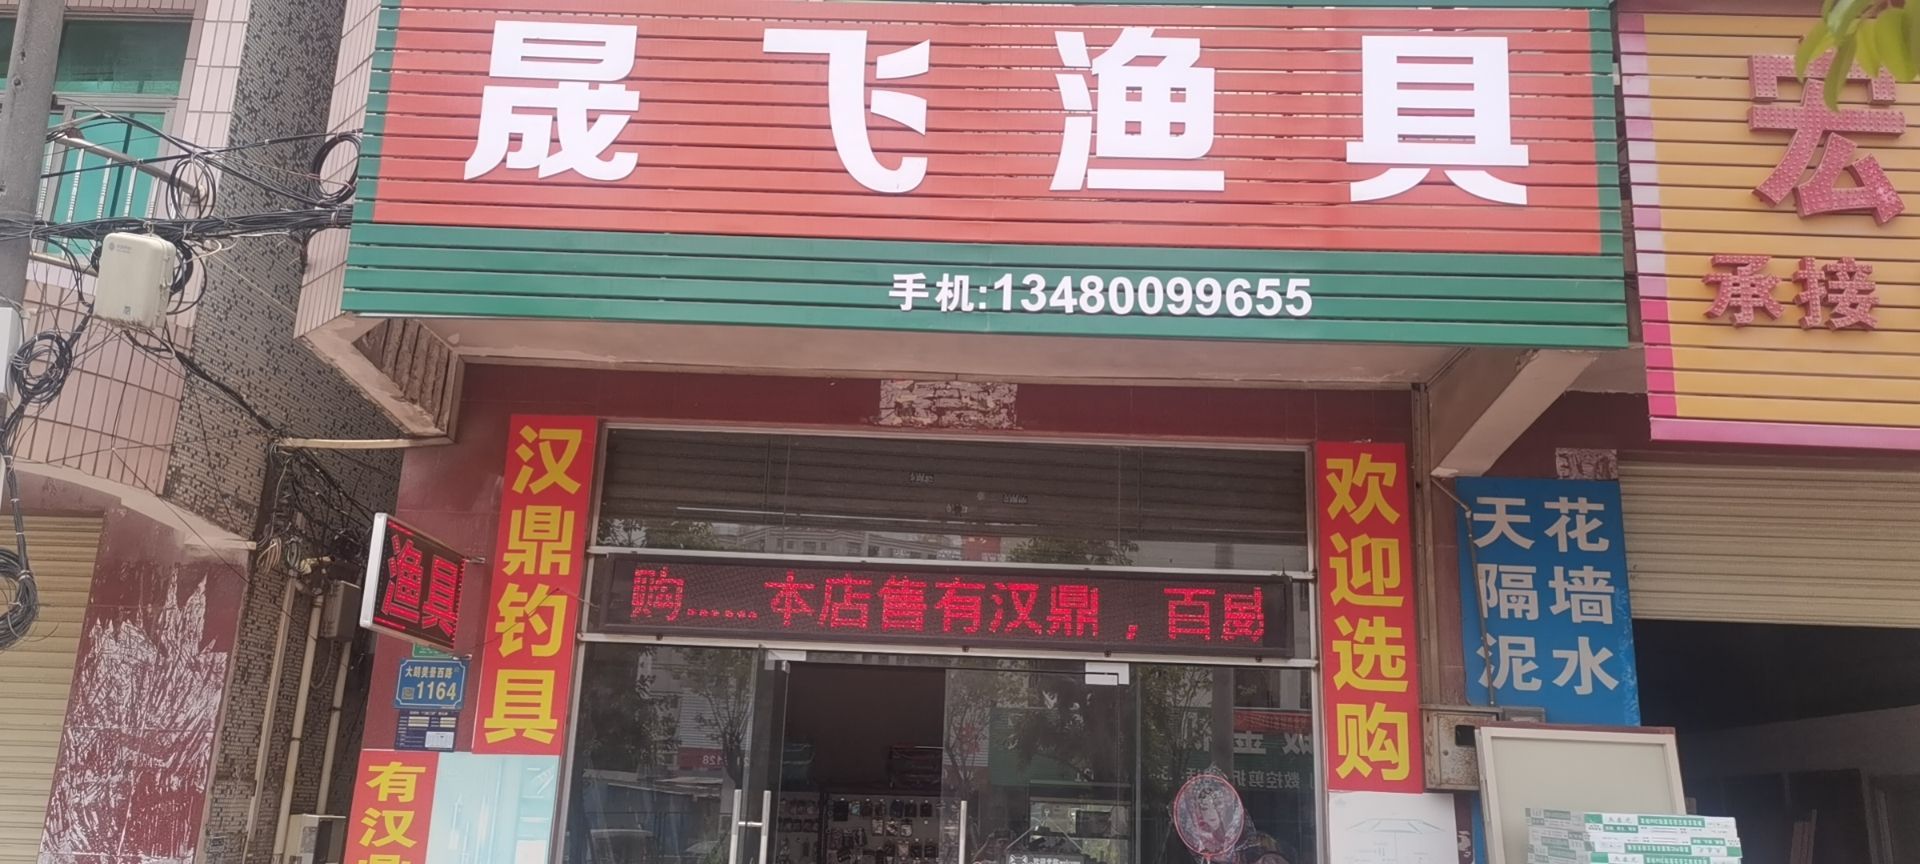 晟飞渔具
手机:13480099655
宏
承接
汉鼎钓具
欢迎选购
渔具
购……本店售有汉鼎，百
大朗美景西路
1164
天花
隔墙
泥水
有汉鼎